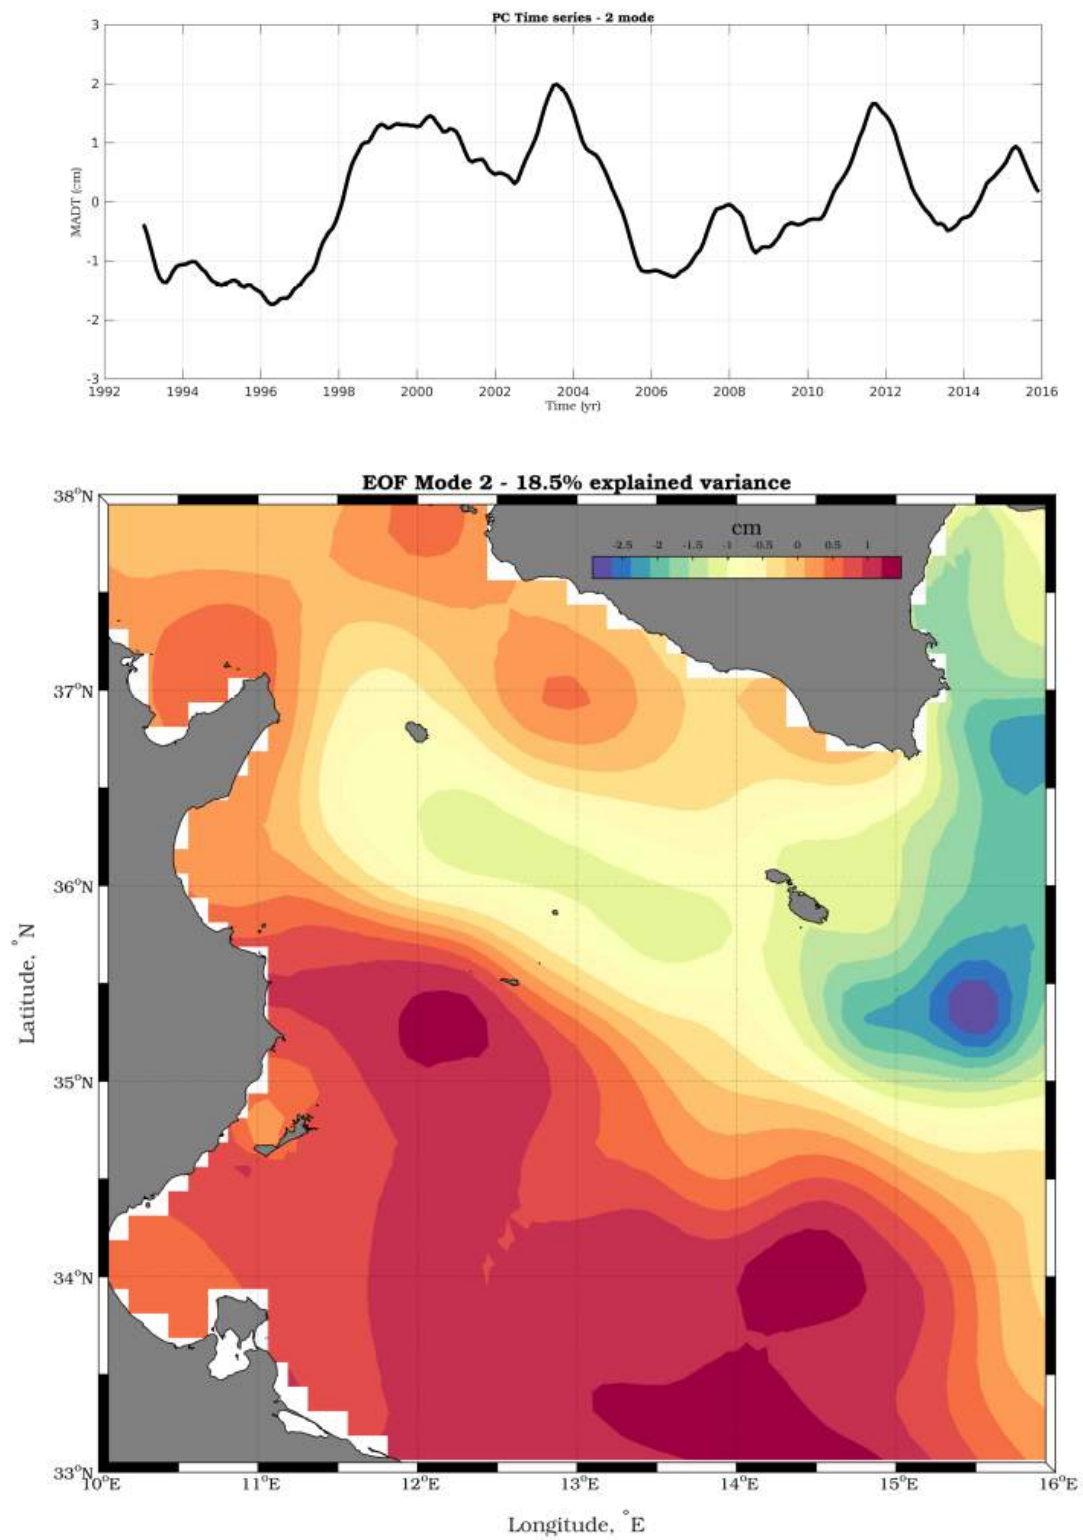 PC Time series - 2 mode
3
2
1
0
-1
-2
-3
MADT (cm)
1992 1994 1996 1998 2000 2002 2004 2006 2008 2010 2012 2014 2016
Time (yr)
EOF Mode 2 - 18.5% explained variance
cm
-2.5 -2 -1.5 -1 -0.5 0 0.5 1
38°N
37°N
36°N
35°N
34°N
33°N
Latitude, °N
10°E 11°E 12°E 13°E 14°E 15°E 16°E
Longitude, °E